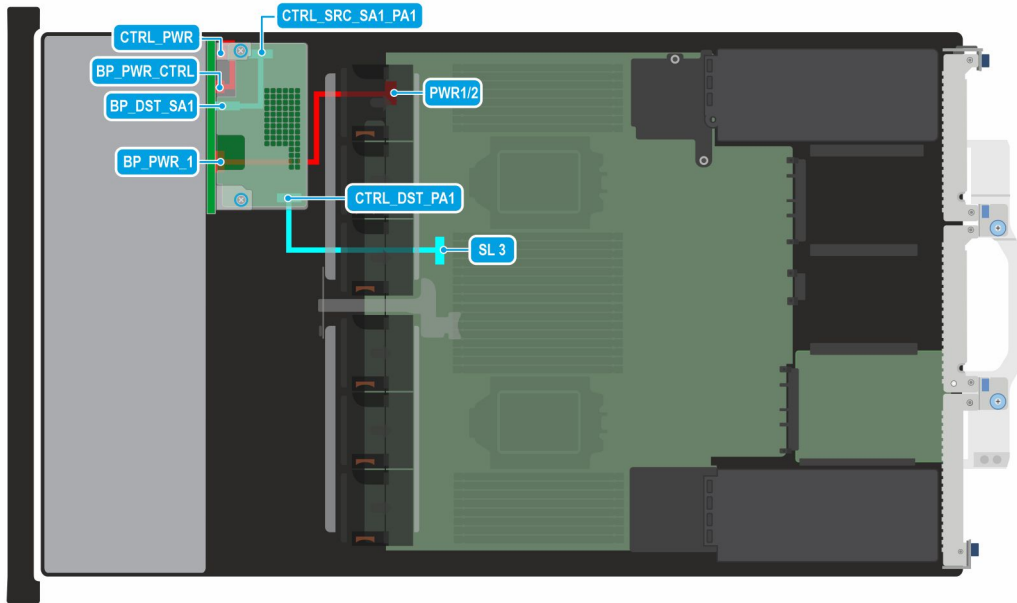 CTRL_SRC_SA1_PA1
CTRL_PWR
BP_PWR_CTRL
PWR1/2
BP_DST_SA1
BP_PWR_1
CTRL_DST_PA1
SL 3